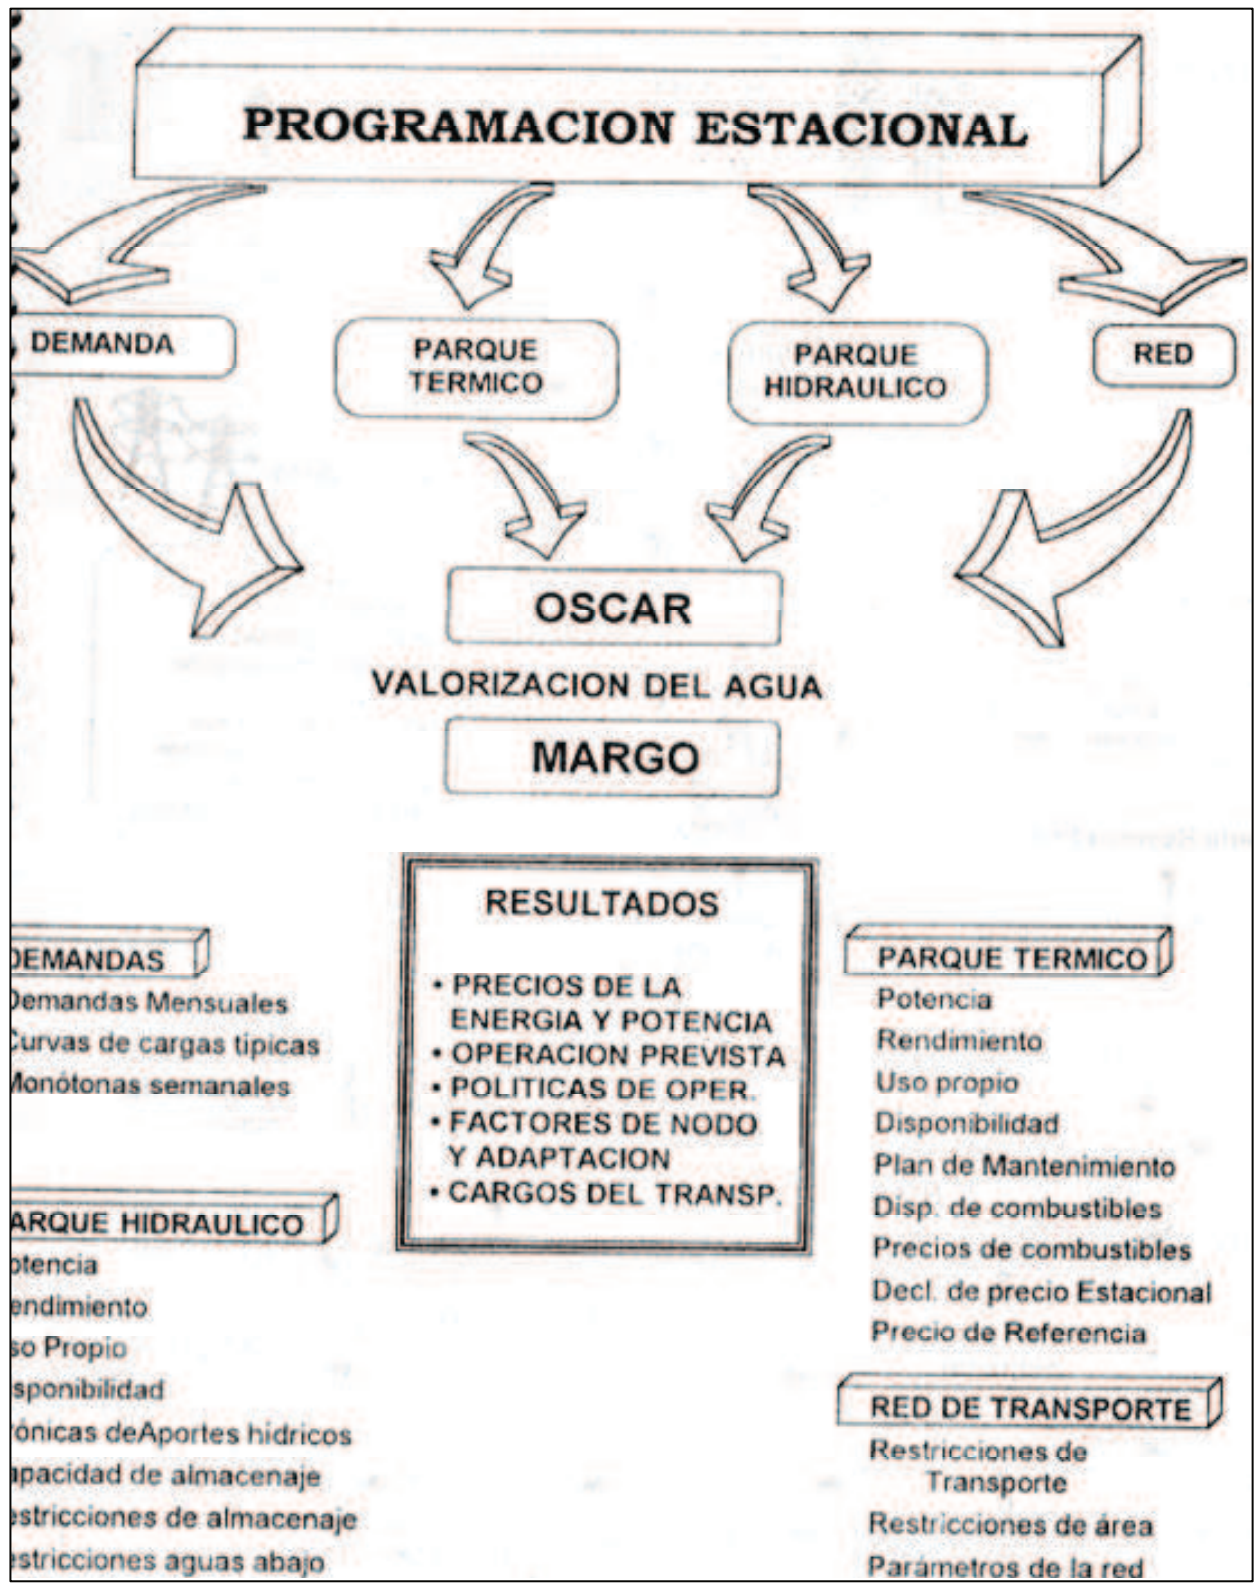 PROGRAMACION ESTACIONAL
DEMANDA
PARQUE
TERMICO
PARQUE
HIDRAULICO
RED
OSCAR
VALORIZACION DEL AGUA
MARGO
RESULTADOS
• PRECIOS DE LA
ENERGIA Y POTENCIA
• OPERACION PREVISTA
• POLITICAS DE OPER.
• FACTORES DE NODO
Y ADAPTACION
• CARGOS DEL TRANSP.
DEMANDAS
Demandas Mensuales
Curvas de cargas tipicas
Monótonas semanales
ARQUE HIDRAULICO
otencia
endimiento
so Propio
sponibilidad
rónicas deAportes hidricos
apacidad de almacenaje
estricciones de almacenaje
estricciones aguas abajo
PARQUE TERMICO
Potencia
Rendimiento
Uso propio
Disponibilidad
Plan de Mantenimiento
Disp. de combustibles
Precios de combustibles
Decl. de precio Estacional
Precio de Referencia
RED DE TRANSPORTE
Restricciones de
Transporte
Restricciones de área
Parámetros de la red